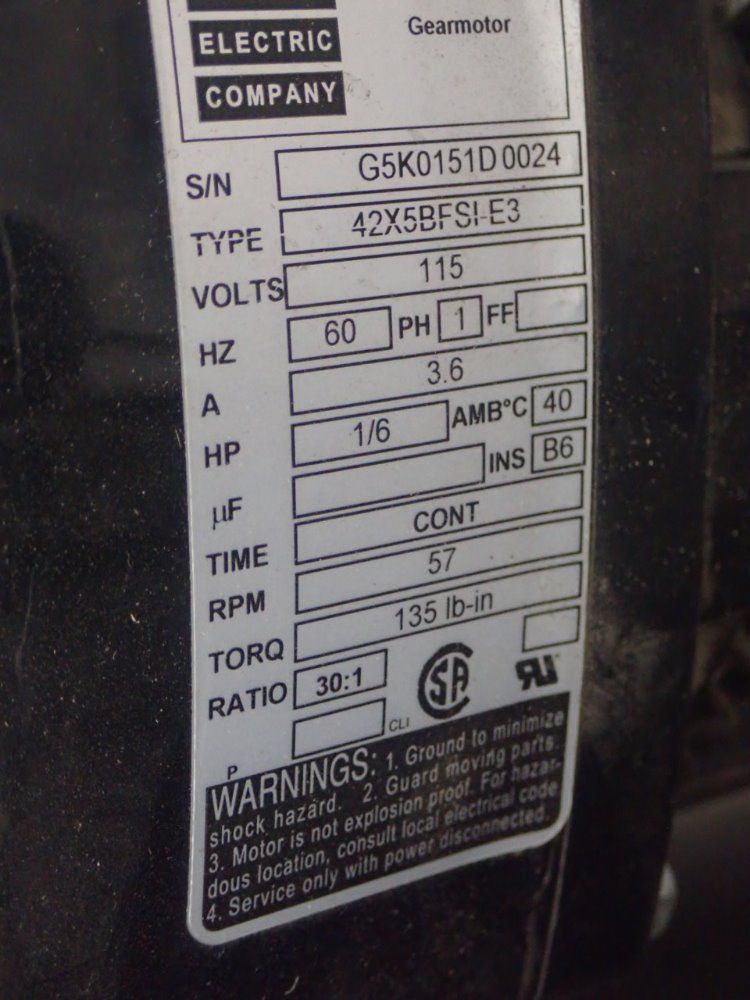 ELECTRIC
Gearmotor
COMPANY
S/N G5K0151D 0024
TYPE 42X5BFSI-E3
VOLTS 115
HZ 60 PH 1 FF
A 3.6
HP 1/6 AMB°C 40
µF INS B6
TIME CONT
RPM 57
TORQ 135 lb-in
RATIO 30:1 SA RU
P CLI
WARNINGS: 1. Ground to minimize
shock hazard. 2. Guard moving parts.
3. Motor is not explosion proof. For hazar-
dous location, consult local electrical code
4. Service only with power disconnected.